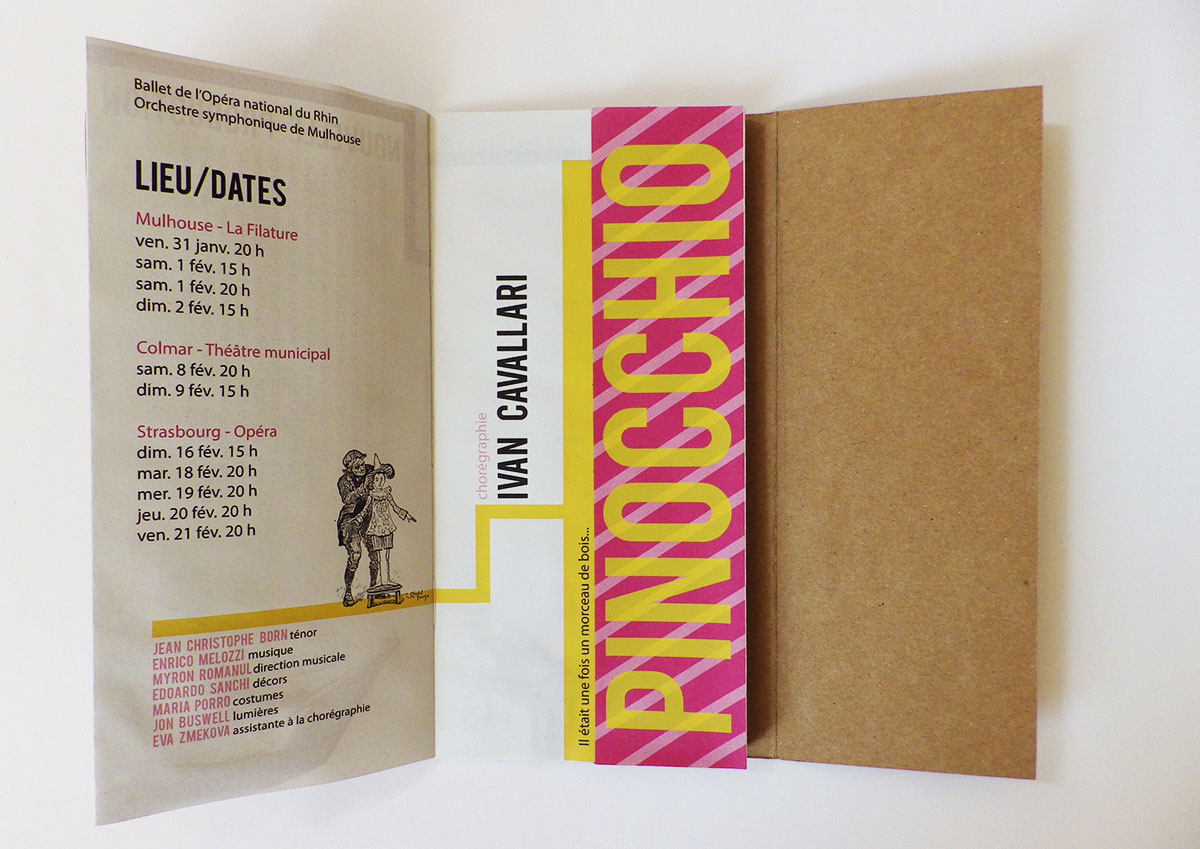 Ballet de l'Opéra national du Rhin
Orchestre symphonique de Mulhouse
LIEU/DATES
Mulhouse - La Filature
ven. 31 janv. 20 h
sam. 1 fév. 15 h
sam. 1 fév. 20 h
dim. 2 fév. 15 h
Colmar - Théâtre municipal
sam. 8 fév. 20 h
dim. 9 fév. 15 h
Strasbourg - Opéra
dim. 16 fév. 15 h
mar. 18 fév. 20 h
mer. 19 fév. 20 h
jeu. 20 fév. 20 h
ven. 21 fév. 20 h
JEAN CHRISTOPHE BORN ténor
ENRICO MELOZZI musique
MYRON ROMANUL direction musicale
EDOARDO SANCHI décors
MARIA PORRO costumes
JON BUSWELL lumières
EVA ZMEKOVA assistante à la chorégraphie
chorégraphie
IVAN CAVALLARI
Il était une fois un morceau de bois...
PINOCCHIO